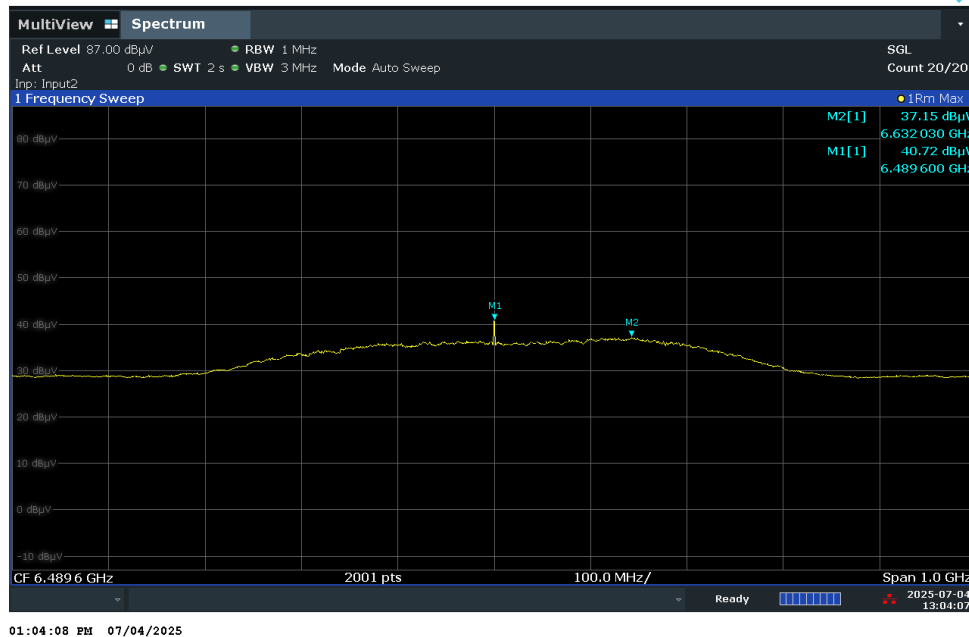 MultiView Spectrum
Ref Level 87.00 dBµV RBW 1 MHz SGL
Att 0 dB SWT 2 s VBW 3 MHz Mode Auto Sweep Count 20/20
Inp: Input2
1 Frequency Sweep 1Rm Max
M2[1] 37.15 dBµV
6.632 030 GHz
M1[1] 40.72 dBµV
6.489 600 GHz
80 dBµV
70 dBµV
60 dBµV
50 dBµV
M1
40 dBµV
M2
30 dBµV
20 dBµV
10 dBµV
0 dBµV
-10 dBµV
CF 6.4896 GHz 2001 pts 100.0 MHz/ Span 1.0 GHz
Ready 2025-07-04
13:04:07
01:04:08 PM 07/04/2025